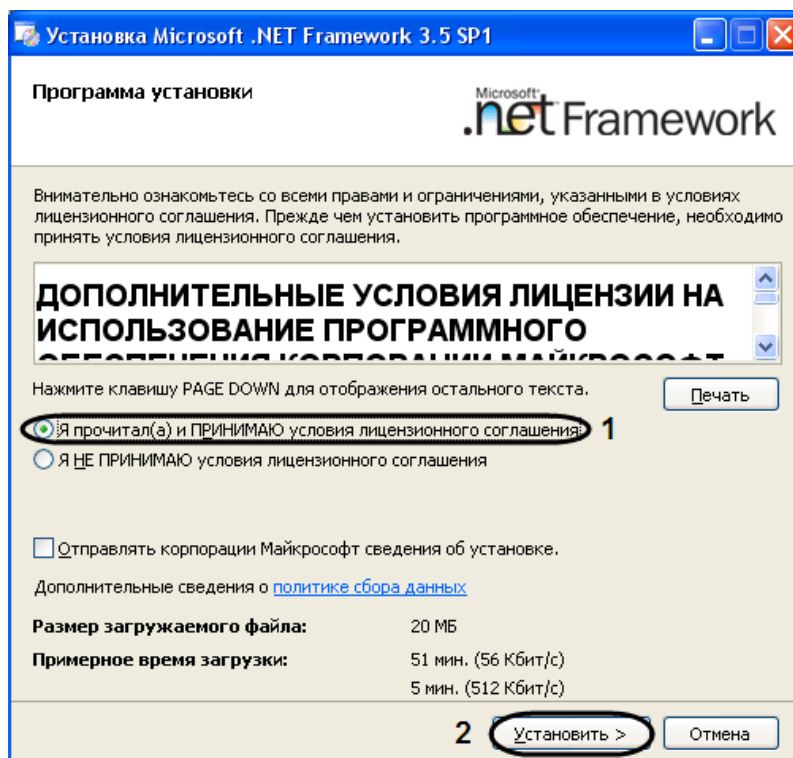 Установка Microsoft .NET Framework 3.5 SP1
Программа установки
Microsoft
.net Framework
Внимательно ознакомьтесь со всеми правами и ограничениями, указанными в условиях
лицензионного соглашения. Прежде чем установить программное обеспечение, необходимо
принять условия лицензионного соглашения.
ДОПОЛНИТЕЛЬНЫЕ УСЛОВИЯ ЛИЦЕНЗИИ НА
ИСПОЛЬЗОВАНИЕ ПРОГРАММНОГО
ОБЕСПЕЧЕНИЯ КОРПОРАЦИИ МАЙКРОСОФТ
Нажмите клавишу PAGE DOWN для отображения остального текста.
Печать
Я прочитал(а) и ПРИНИМАЮ условия лицензионного соглашения 1
Я НЕ ПРИНИМАЮ условия лицензионного соглашения
Отправлять корпорации Майкрософт сведения об установке.
Дополнительные сведения о политике сбора данных
Размер загружаемого файла: 20 МБ
Примерное время загрузки: 51 мин. (56 Кбит/с)
5 мин. (512 Кбит/с)
2 Установить > Отмена